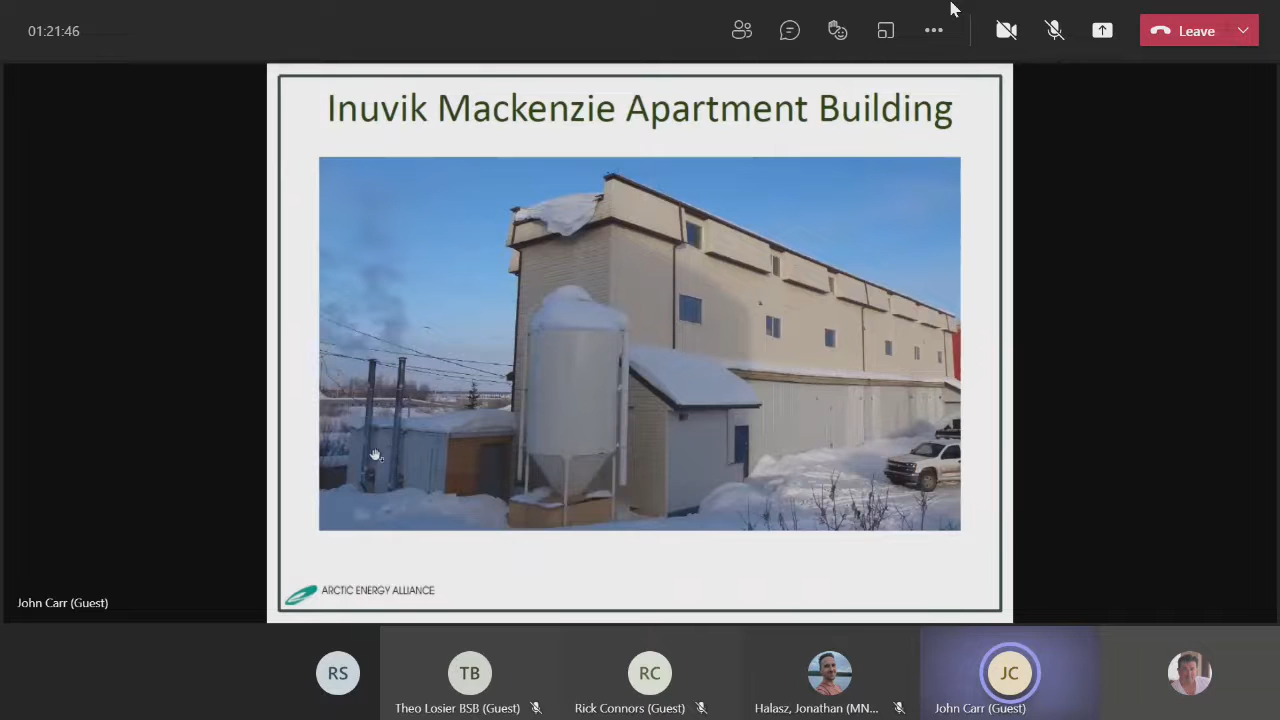 01:21:46
Leave
Inuvik Mackenzie Apartment Building
ARCTIC ENERGY ALLIANCE
John Carr (Guest)
RS
TB
RC
JC
Theo Losier BSB (Guest)
Rick Connors (Guest)
Halasz, Jonathan (MN...
John Carr (Guest)